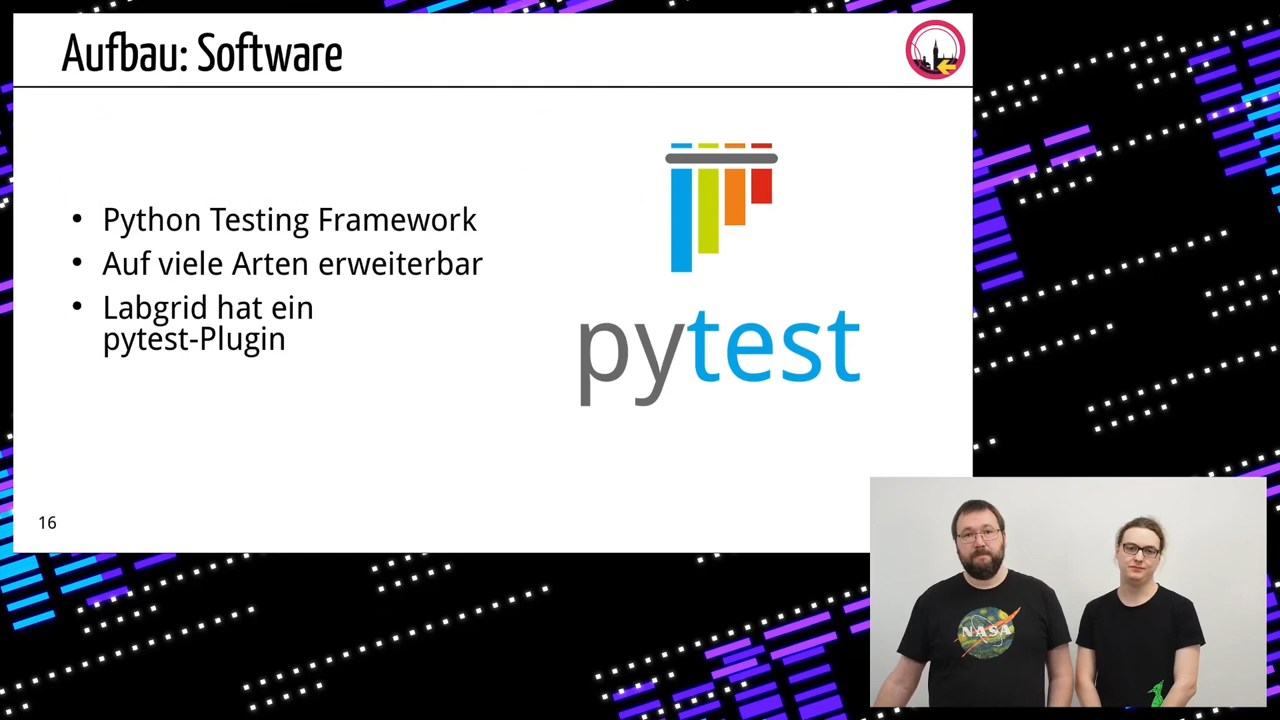 Aufbau: Software
• Python Testing Framework
• Auf viele Arten erweiterbar
• Labgrid hat ein
pytest-Plugin
pytest
16
NASA